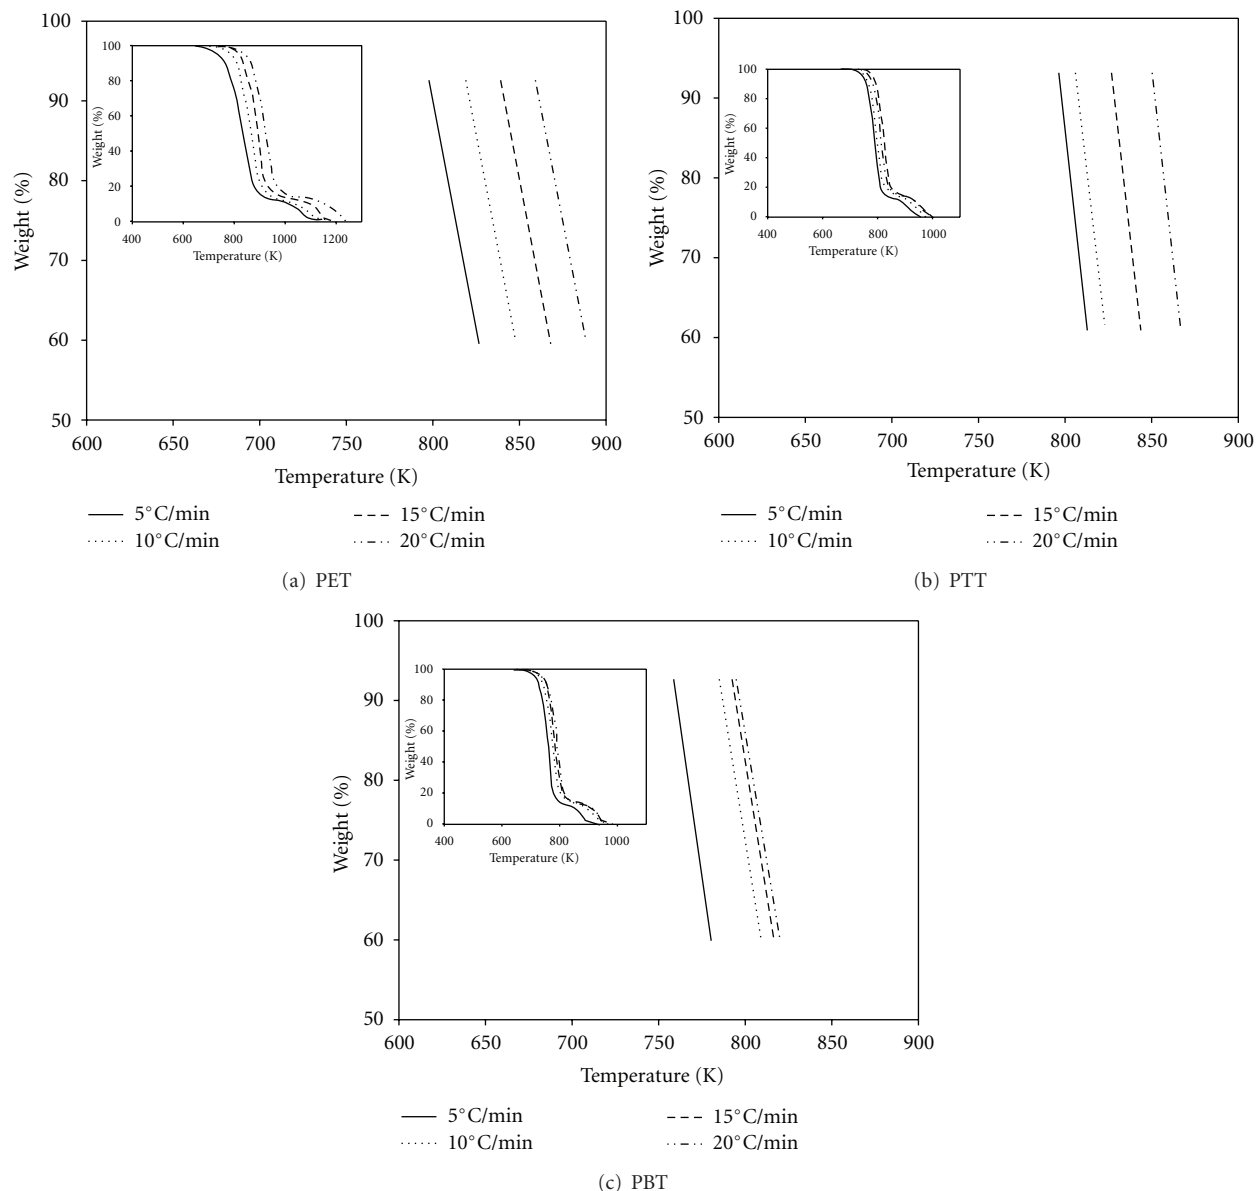 100
90
80
70
60
50
Weight (%)
600 650 700 750 800 850 900
Temperature (K)
100
80
60
40
20
0
Weight (%)
400 600 800 1000 1200
Temperature (K)
5°C/min
10°C/min
15°C/min
20°C/min
(a) PET
100
90
80
70
60
50
Weight (%)
600 650 700 750 800 850 900
Temperature (K)
100
80
60
40
20
0
Weight (%)
400 600 800 1000
Temperature (K)
5°C/min
10°C/min
15°C/min
20°C/min
(b) PTT
100
90
80
70
60
50
Weight (%)
600 650 700 750 800 850 900
Temperature (K)
100
80
60
40
20
0
Weight (%)
400 600 800 1000
Temperature (K)
5°C/min
10°C/min
15°C/min
20°C/min
(c) PBT